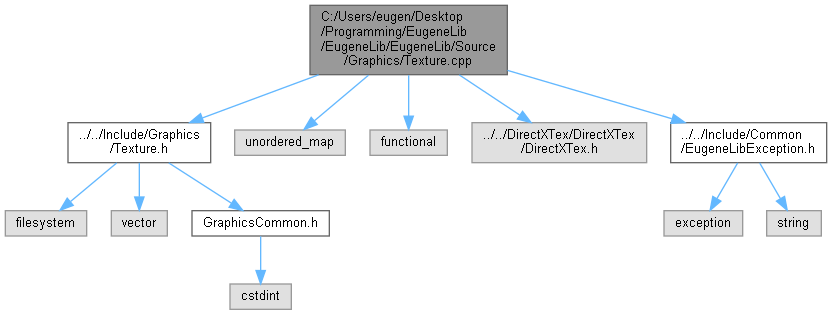 C:/Users/eugen/Desktop
/Programming/EugeneLib
/EugeneLib/EugeneLib/Source
/Graphics/Texture.cpp
../../Include/Graphics
/Texture.h
unordered_map
functional
../../DirectXTex/DirectXTex
/DirectXTex.h
../../Include/Common
/EugeneLibException.h
filesystem
vector
GraphicsCommon.h
exception
string
cstdint